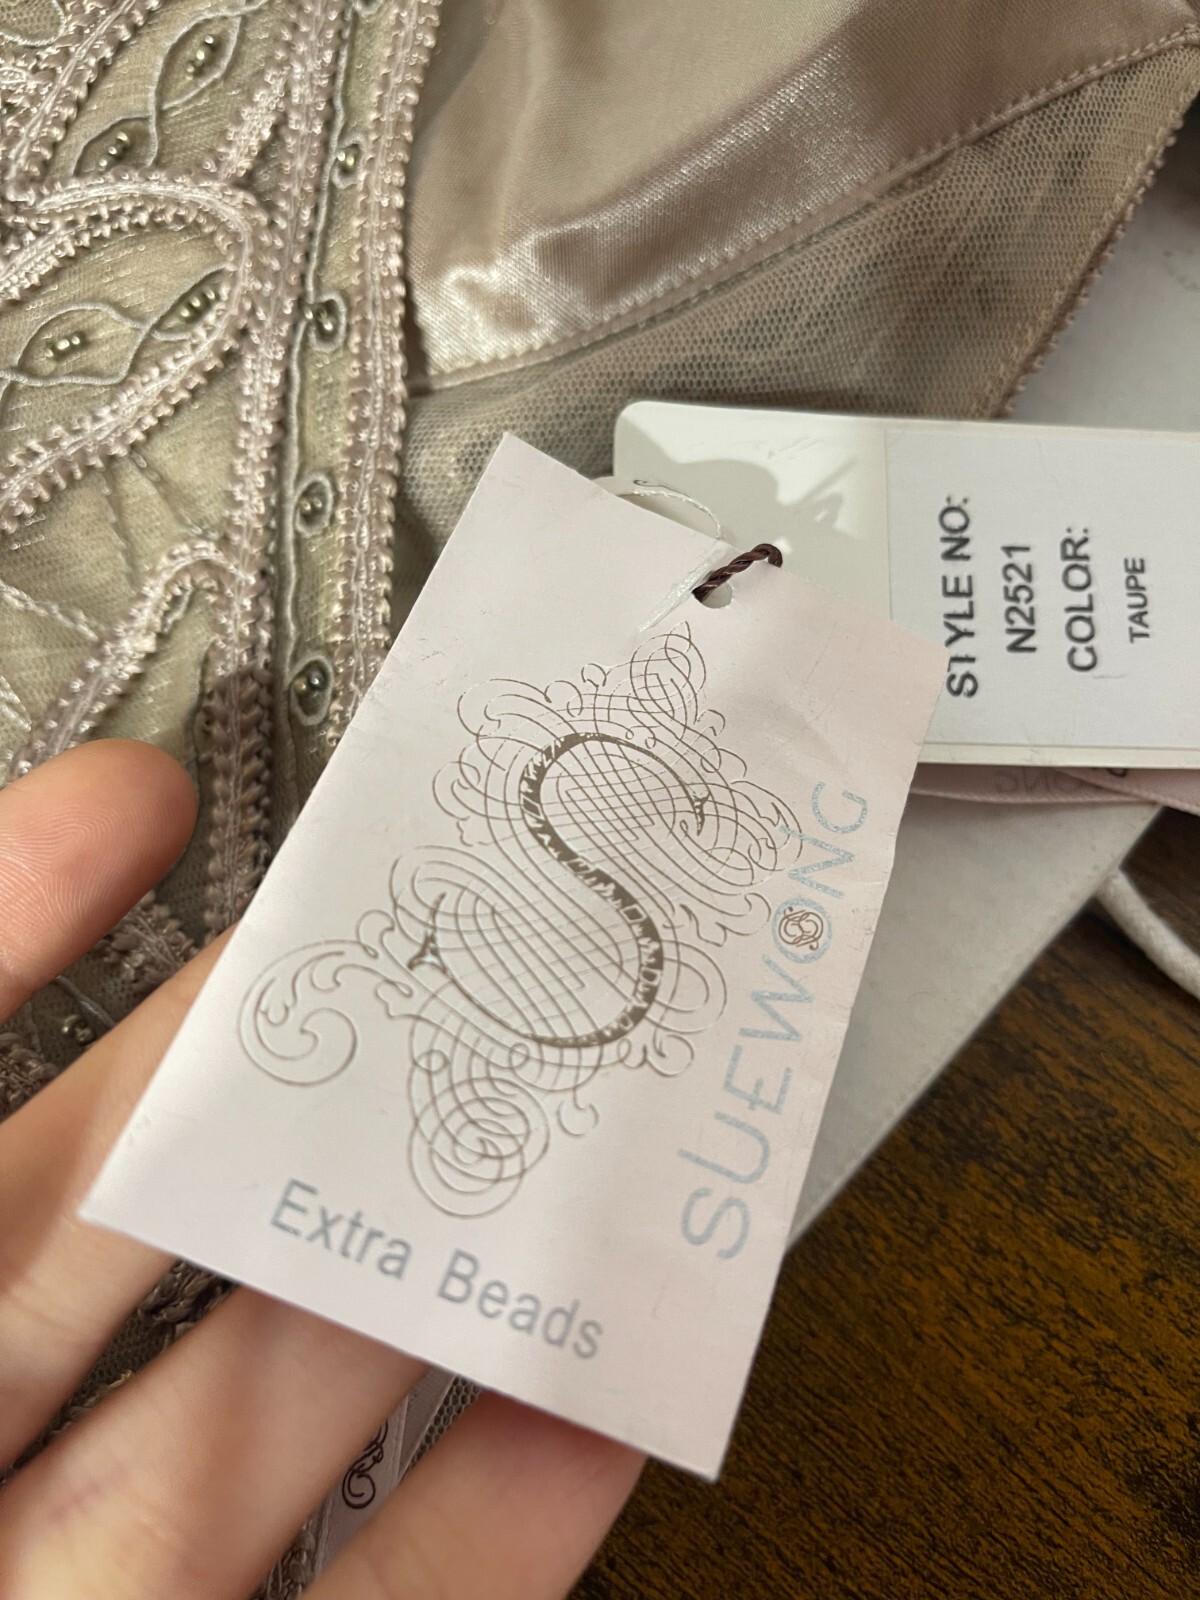 STYLE NO:
N2521
COLOR:
TAUPE
SUEWONG
Extra Beads